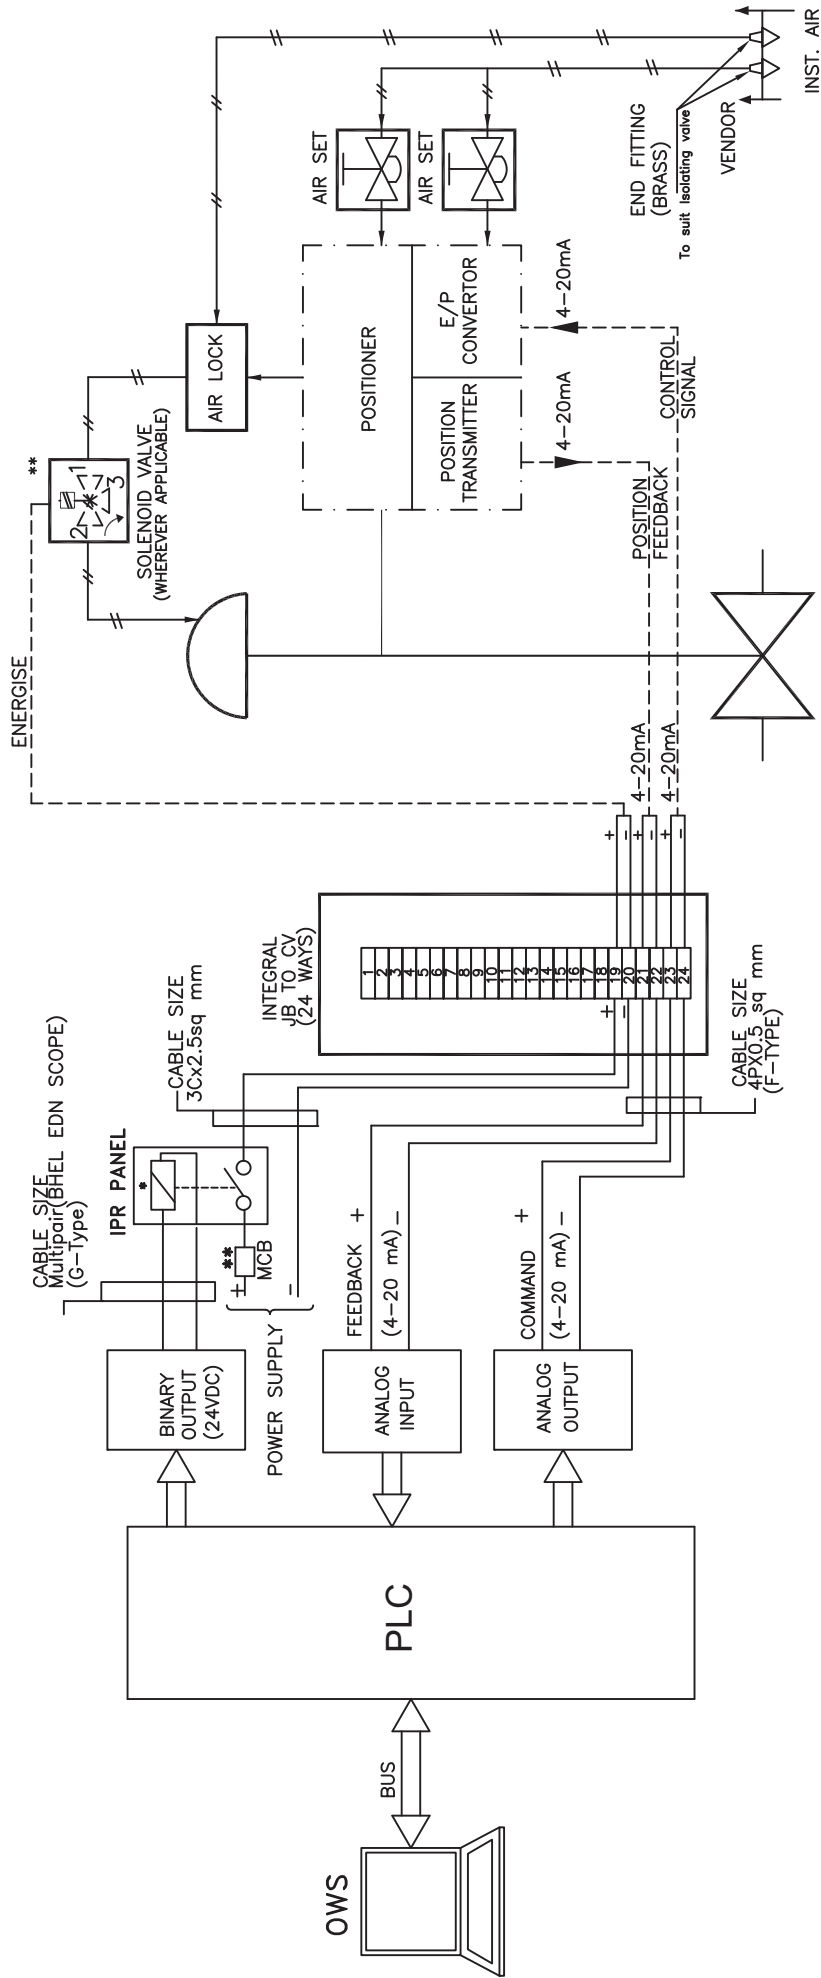 OWS
BUS
PLC
BINARY
OUTPUT
(24VDC)
ANALOG
INPUT
ANALOG
OUTPUT
CABLE SIZE
Multipair(BHEL EDN SCOPE)
(G-Type)
IPR PANEL
*
**
MCB
+
-
POWER SUPPLY
FEEDBACK +
(4-20 mA) -
COMMAND +
(4-20 mA) -
CABLE SIZE
3Cx2.5sq mm
INTEGRAL
JB TO CV
(24 WAYS)
1
2
3
4
5
6
7
8
9
10
11
12
13
14
15
16
17
18
19
20
21
22
23
24
+
-
+
-
+
-
+
-
CABLE SIZE
4PX0.5 sq mm
(F-TYPE)
4-20mA
4-20mA
ENERGISE
**
2
1
3
SOLENOID VALVE
(WHEREVER APPLICABLE)
AIR LOCK
POSITIONER
POSITION
TRANSMITTER
E/P
CONVERTOR
POSITION
FEEDBACK
4-20mA
CONTROL
SIGNAL
4-20mA
AIR SET
AIR SET
END FITTING
(BRASS)
To suit Isolating valve
VENDOR
INST. AIR